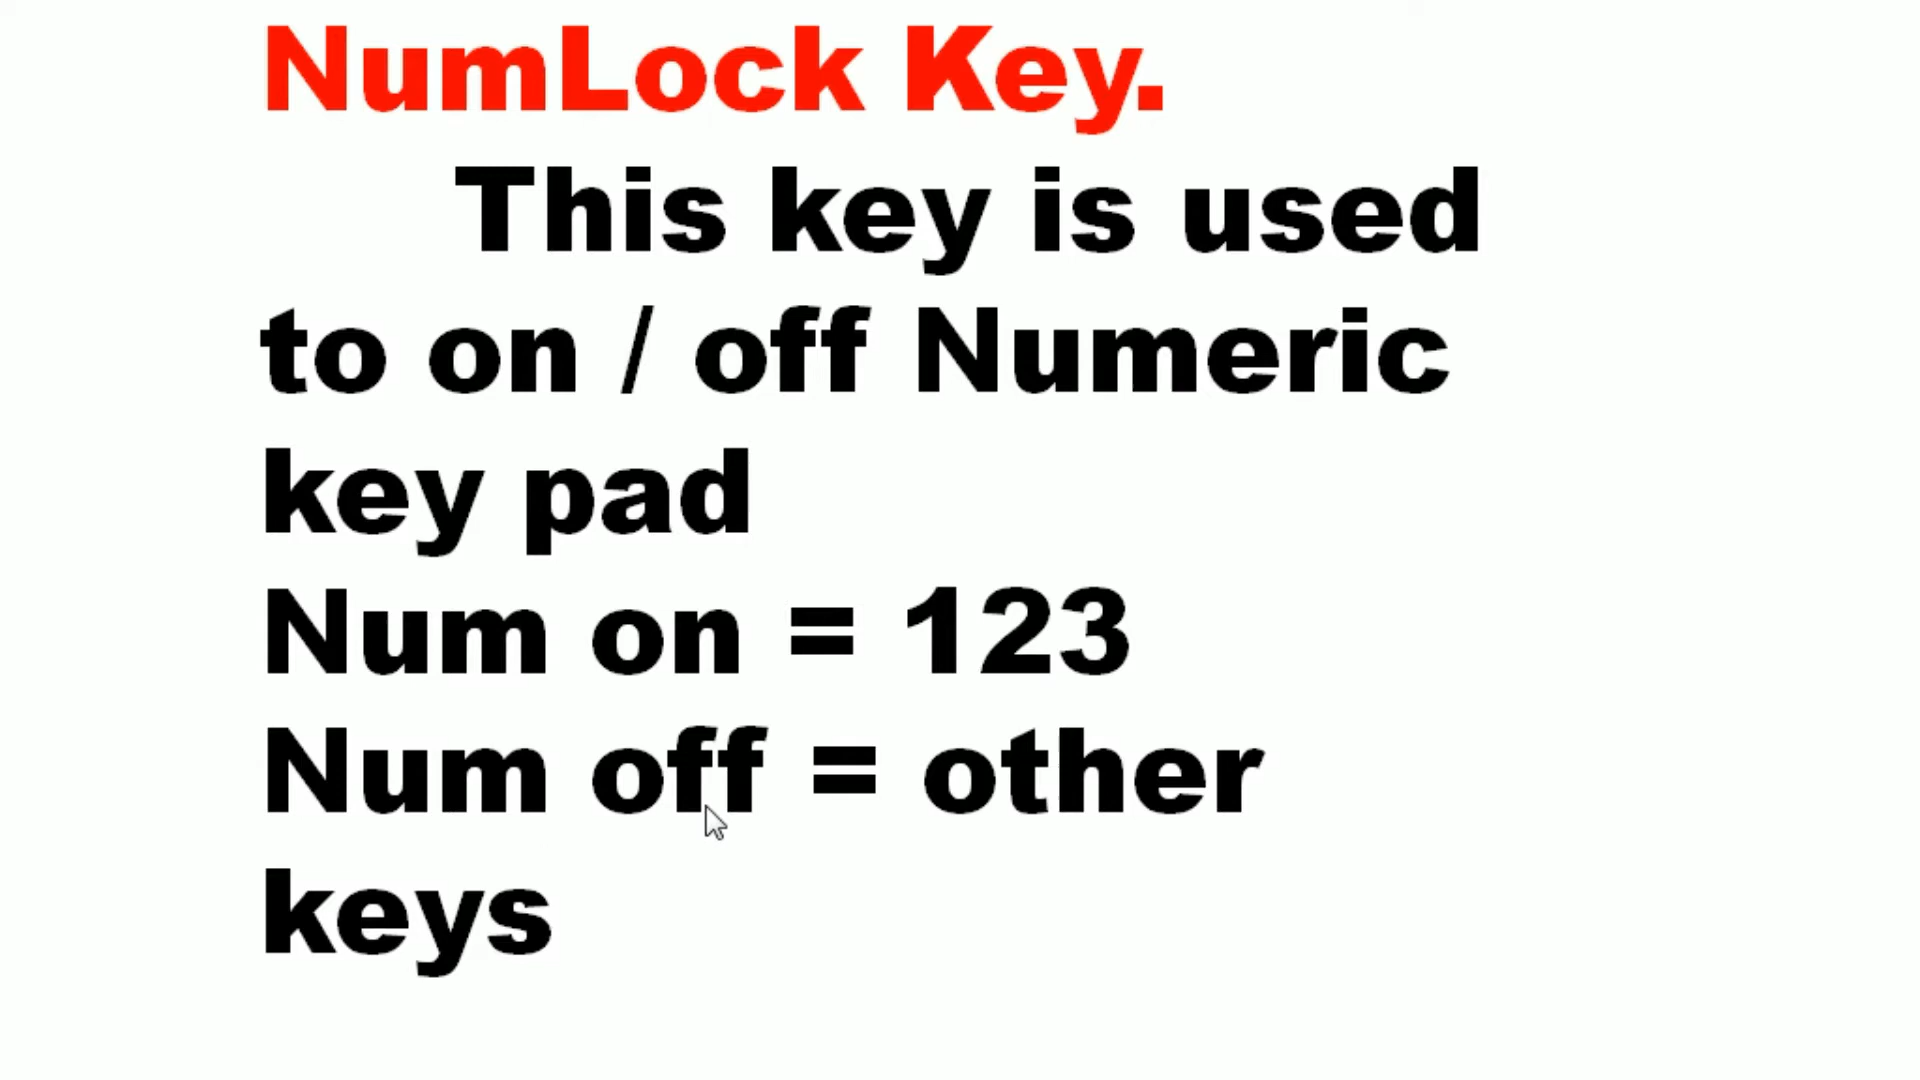 NumLock Key.
This key is used
to on / off Numeric
key pad
Num on = 123
Num off = other
keys